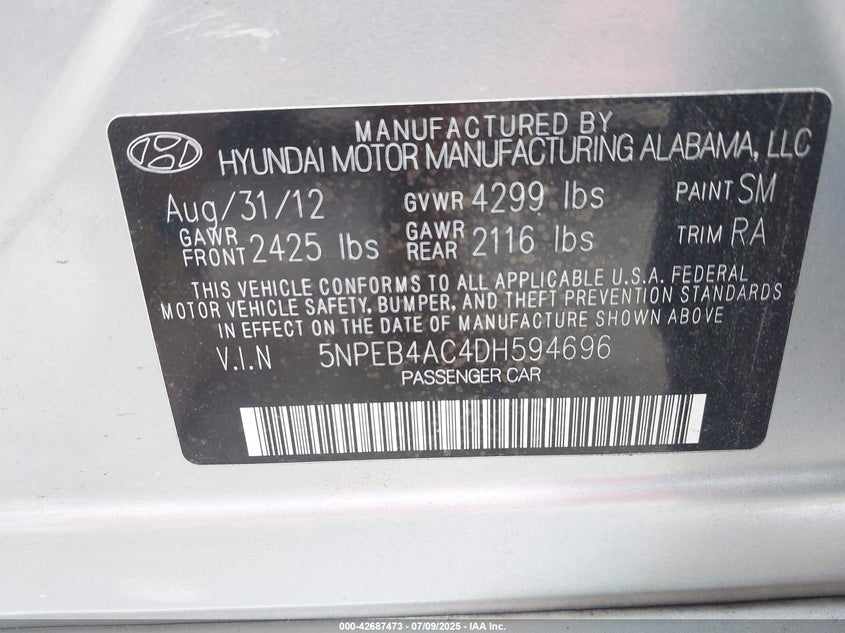 MANUFACTURED BY
HYUNDAI MOTOR MANUFACTURING ALABAMA, LLC
Aug/31/12 GVWR 4299 lbs PAINT SM
GAWR FRONT 2425 lbs GAWR REAR 2116 lbs TRIM RA
THIS VEHICLE CONFORMS TO ALL APPLICABLE U.S.A. FEDERAL
MOTOR VEHICLE SAFETY, BUMPER, AND THEFT PREVENTION STANDARDS
IN EFFECT ON THE DATE OF MANUFACTURE SHOWN ABOVE
V.I.N 5NPEB4AC4DH594696
PASSENGER CAR
000-42687473 - 07/09/2025 - IAA Inc.